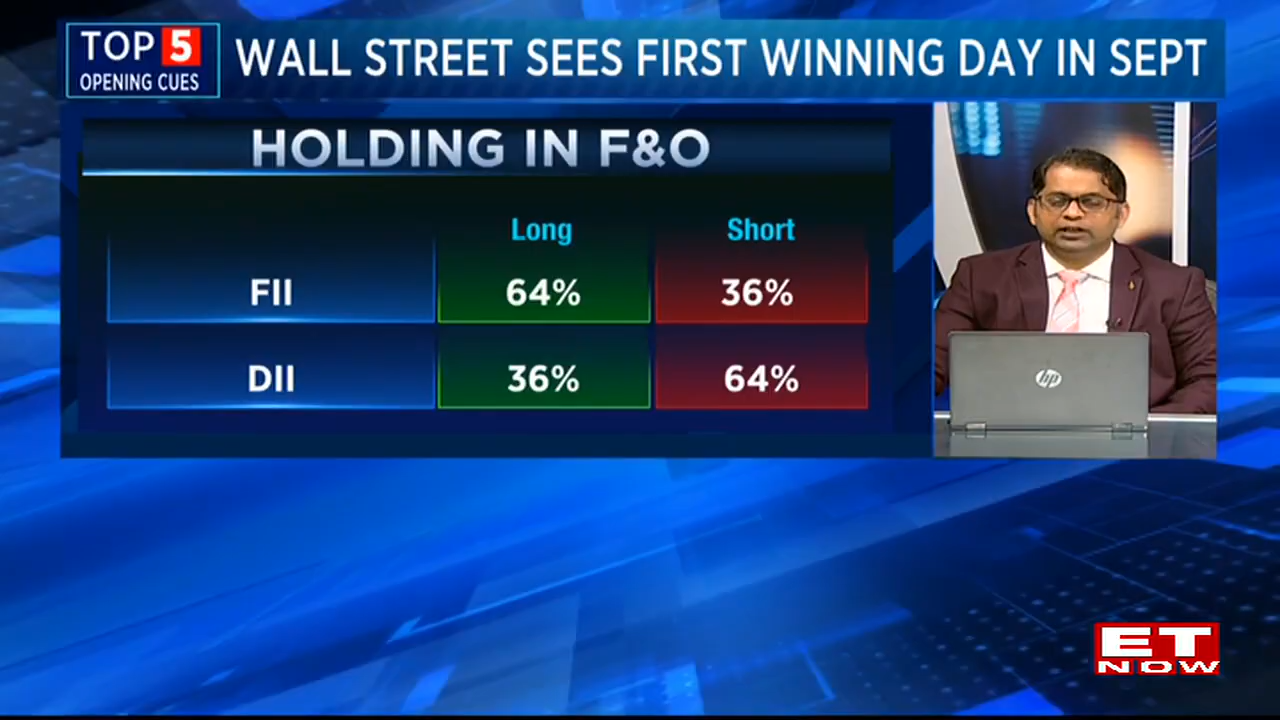 TOP 5
OPENING CUES
WALL STREET SEES FIRST WINNING DAY IN SEPT
HOLDING IN F&O
Long Short
FII 64% 36%
DII 36% 64%
hp
ET
NOW